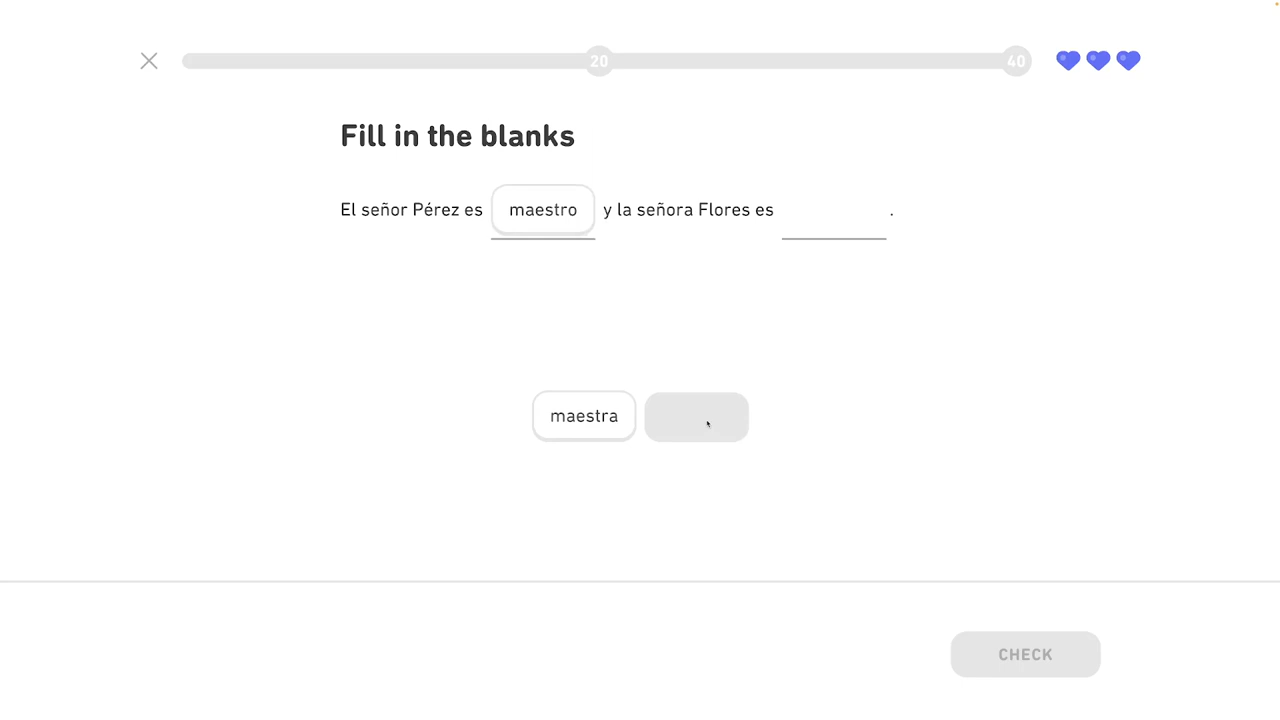 20
40
Fill in the blanks
El señor Pérez es maestro y la señora Flores es .
maestra
CHECK